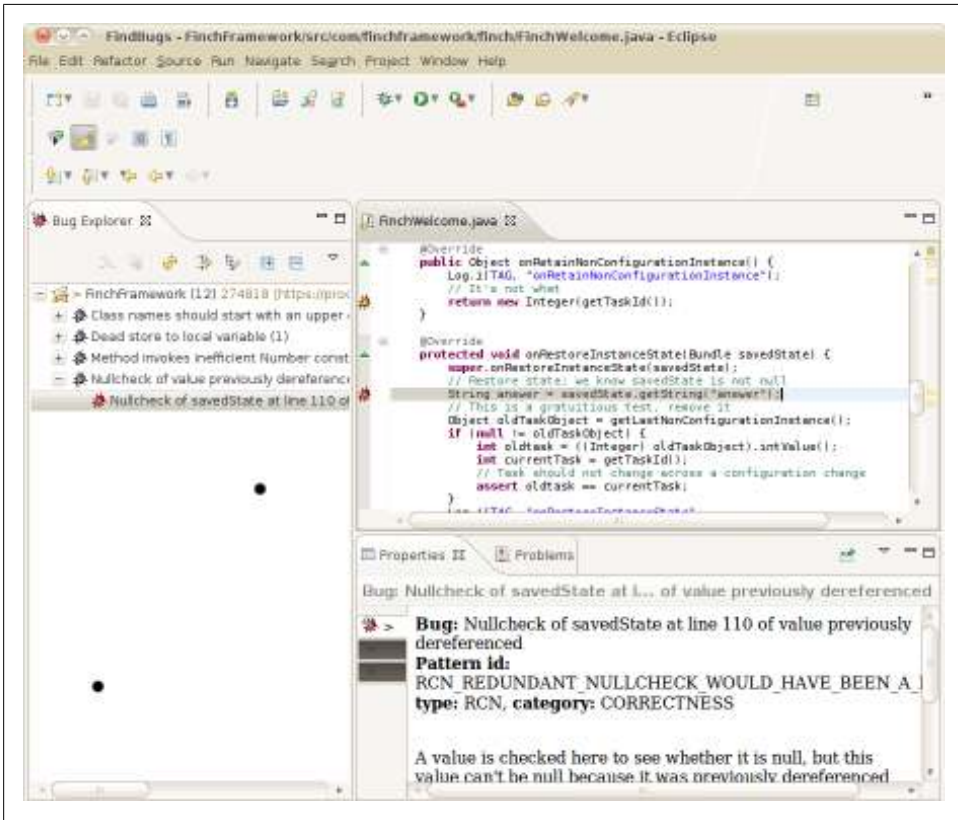 FindBugs - FinchFramework/src/com/finchframework/finch/FinchWelcome.java - Eclipse
File Edit Refactor Source Run Navigate Search Project Window Help
Bug Explorer
FinchWelcome.java
> FinchFramework (12) 274818
Class names should start with an upper
Dead store to local variable (1)
Method invokes inefficient Number const
Nullcheck of value previously dereferenc
Nullcheck of savedState at line 110 of
@Override
public Object onRetainNonConfigurationInstance() {
Log.i(TAG, "onRetainNonConfigurationInstance");
// It's not what
return new Integer(getTaskId());
}
@Override
protected void onRestoreInstanceState(Bundle savedState) {
super.onRestoreInstanceState(savedState);
// Restore state; we know savedState is not null
String answer = savedState.getString("answer");
// This is a gratuitious test, remove it
Object oldTaskObject = getLastNonConfigurationInstance();
if (null != oldTaskObject) {
int oldtask = ((Integer) oldTaskObject).intValue();
int currentTask = getTaskId();
// Task should not change across a configuration change
assert oldtask == currentTask;
}
Properties
Problems
Bug: Nullcheck of savedState at l... of value previously dereferenced
Bug: Nullcheck of savedState at line 110 of value previously
dereferenced
Pattern id:
RCN_REDUNDANT_NULLCHECK_WOULD_HAVE_BEEN_A_
type: RCN, category: CORRECTNESS
A value is checked here to see whether it is null, but this
value can't be null because it was previously dereferenced